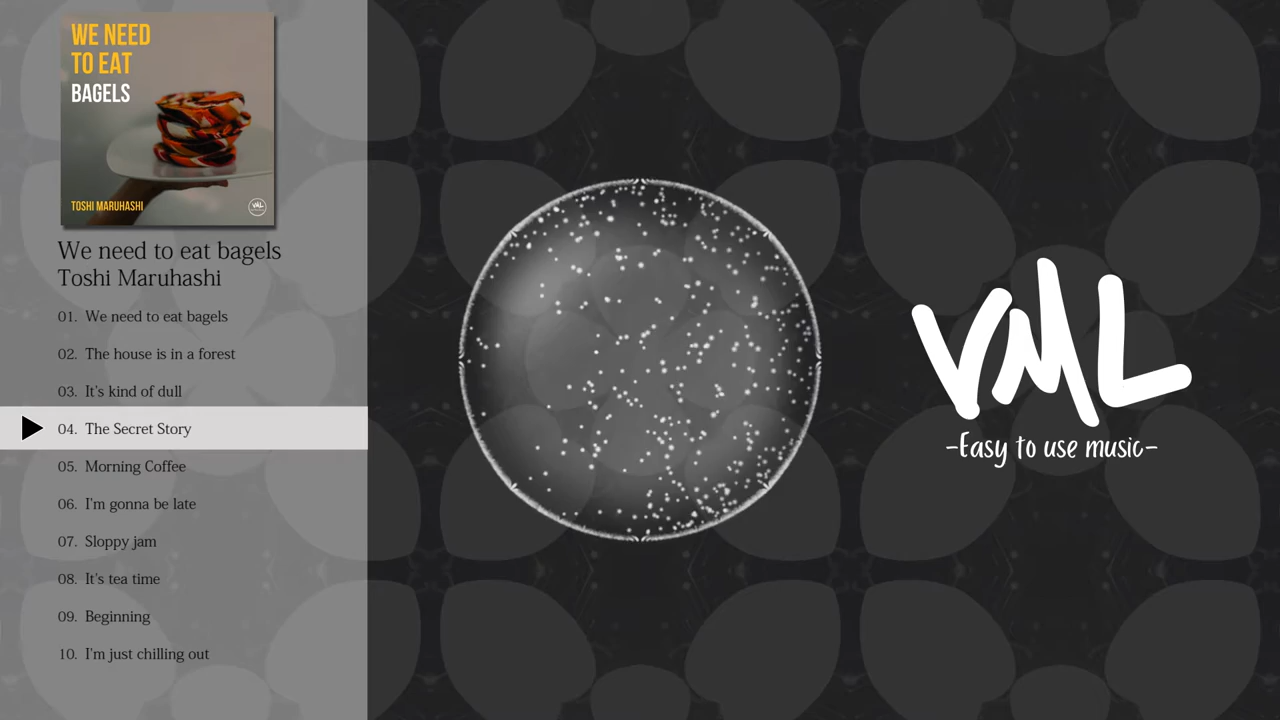 WE NEED
TO EAT
BAGELS
TOSHI MARUHASHI
VML
We need to eat bagels
Toshi Maruhashi
01. We need to eat bagels
02. The house is in a forest
03. It's kind of dull
04. The Secret Story
05. Morning Coffee
06. I'm gonna be late
07. Sloppy jam
08. It's tea time
09. Beginning
10. I'm just chilling out
VML
-Easy to use music-